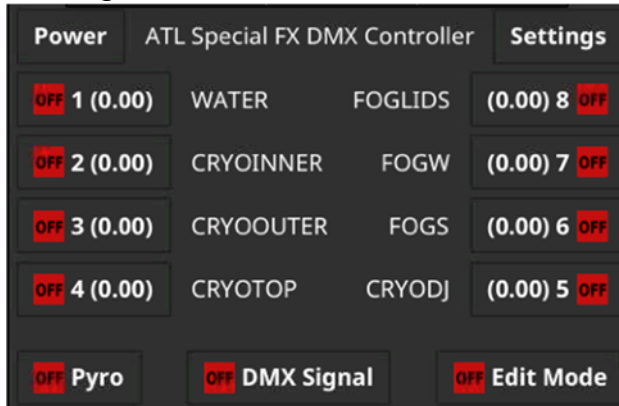 Power ATL Special FX DMX Controller Settings
OFF 1 (0.00) WATER FOGLIDS (0.00) 8 OFF
OFF 2 (0.00) CRYOINNER FOGW (0.00) 7 OFF
OFF 3 (0.00) CRYOOUTER FOGS (0.00) 6 OFF
OFF 4 (0.00) CRYOTOP CRYODJ (0.00) 5 OFF
OFF Pyro OFF DMX Signal OFF Edit Mode